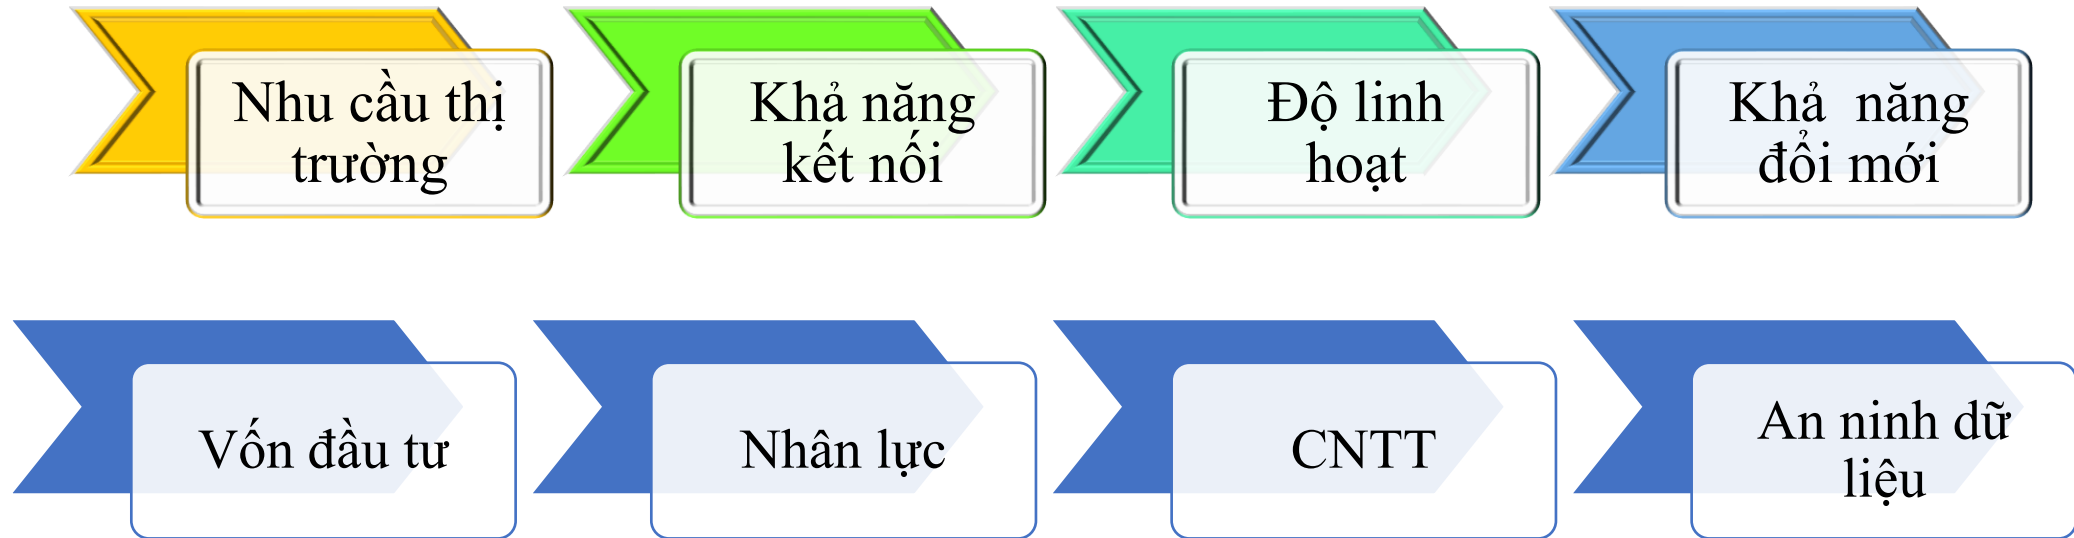 Nhu cầu thị
trường
Khả năng
kết nối
Độ linh
hoạt
Khả  năng
đổi mới
Vốn đầu tư
Nhân lực
CNTT
An ninh dữ
liệu